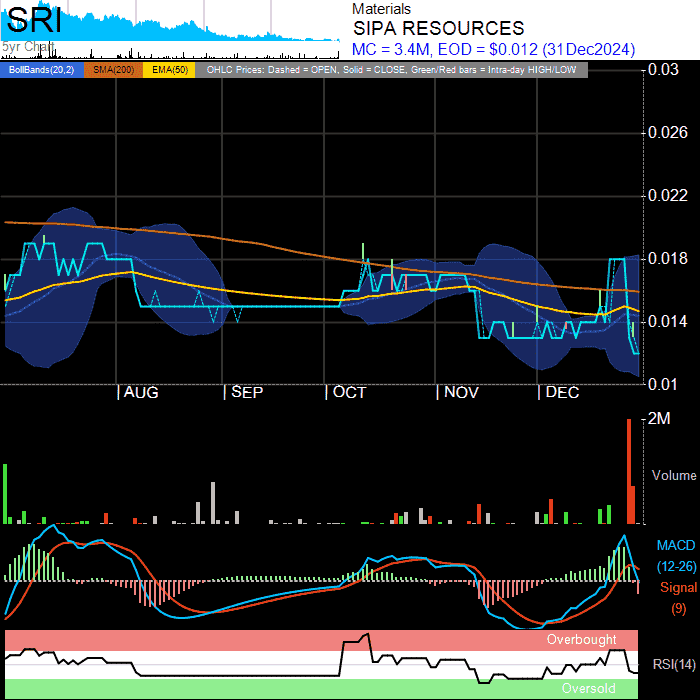 SRI
5yr Chart
Materials
SIPA RESOURCES
MC = 3.4M, EOD = $0.012 (31Dec2024)
BollBands(20,2) SMA(200) EMA(50) OHLC Prices: Dashed = OPEN, Solid = CLOSE, Green/Red bars = Intra-day HIGH/LOW
0.03
0.026
0.022
0.018
0.014
0.01
AUG SEP OCT NOV DEC
2M
Volume
MACD
(12-26)
Signal
(9)
Overbought
RSI(14)
Oversold